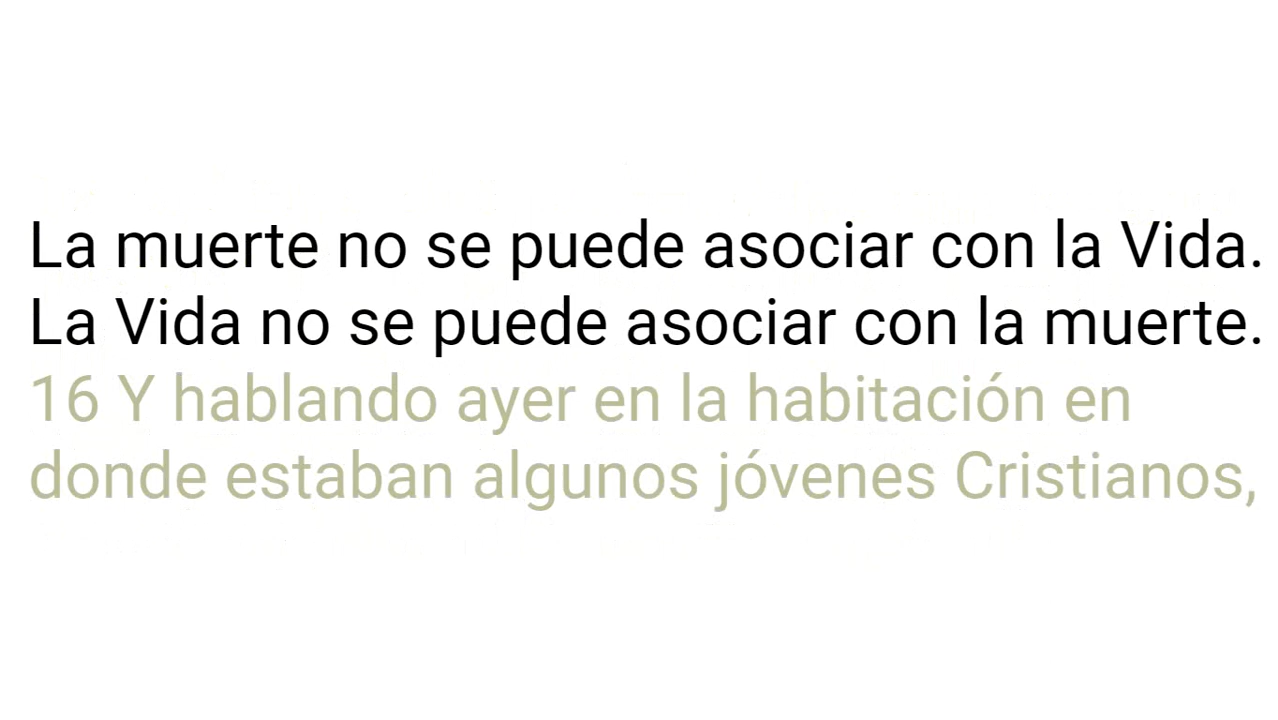 La muerte no se puede asociar con la Vida.
La Vida no se puede asociar con la muerte.
16 Y hablando ayer en la habitación en
donde estaban algunos jóvenes Cristianos,